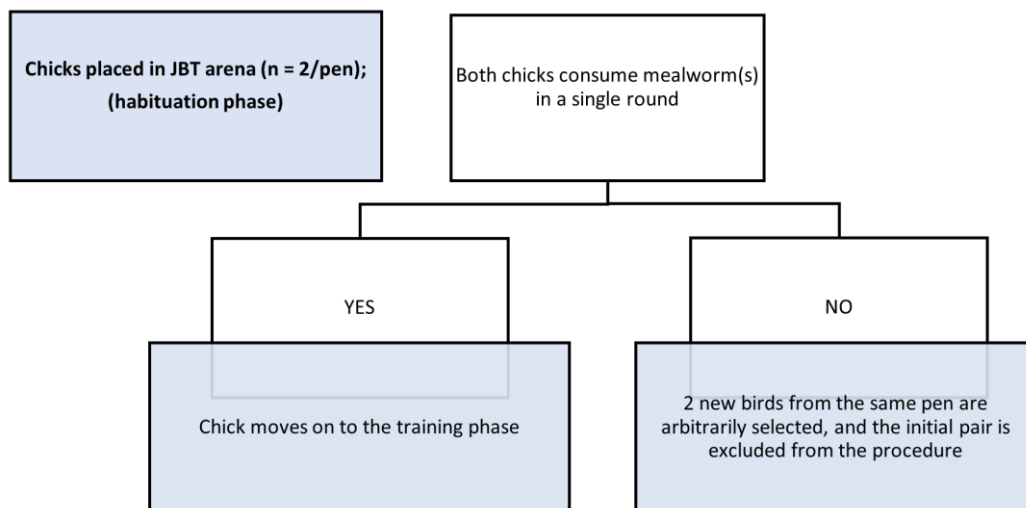 Chicks placed in JBT arena (n = 2/pen);
(habituation phase)
Both chicks consume mealworm(s)
in a single round
YES
NO
Chick moves on to the training phase
2 new birds from the same pen are
arbitrarily selected, and the initial pair is
excluded from the procedure